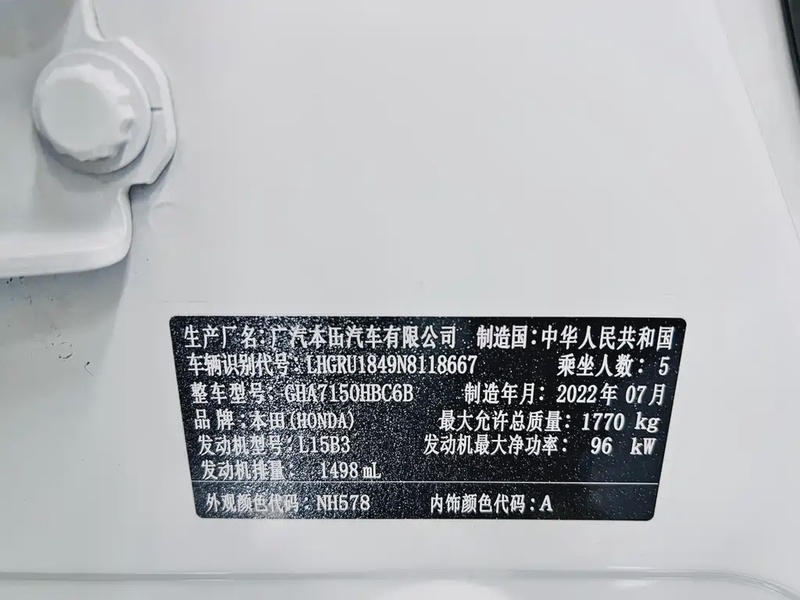 生产厂名:广汽本田汽车有限公司 制造国:中华人民共和国
车辆识别代号:LHGRU1849N8118667 乘坐人数:5
整车型号:GHA7150HBC6B 制造年月:2022年07月
品牌:本田(HONDA) 最大允许总质量:1770 kg
发动机型号:L15B3 发动机最大净功率:96 kW
发动机排量:1498 mL
外观颜色代码:NH578 内饰颜色代码:A